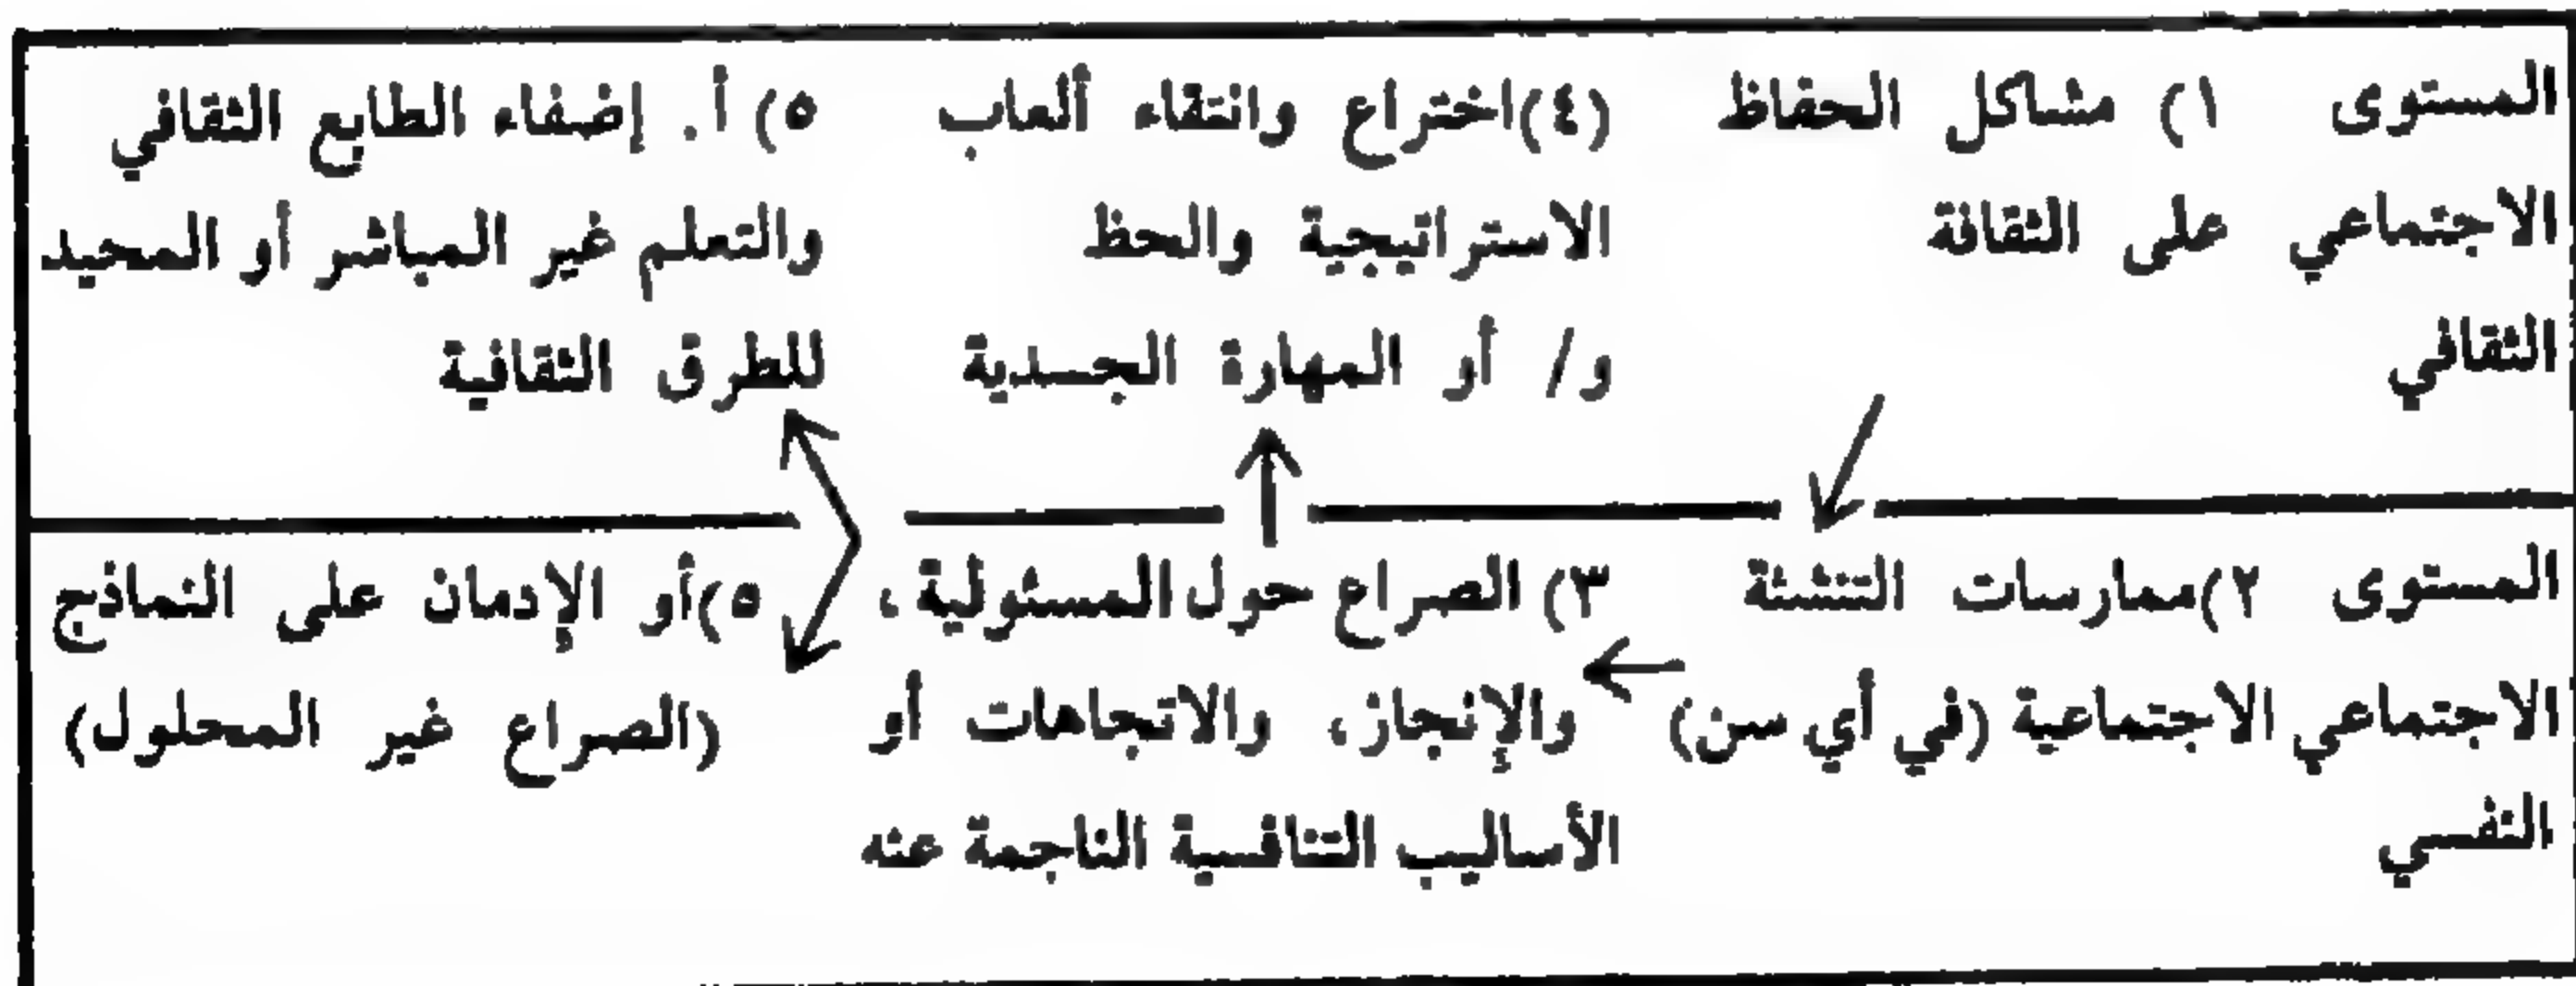 المستوى ١) مشاكل الحفاظ (٤)اختراع وانتقاء ألعاب ٥) أ. إضفاء الطابع الثقافي
الاجتماعي على الثقافة الاستراتيجية والحظ والتعلم غير المباشر أو المحيد
الثقافي و/ أو المهارة الجسدية للطرق الثقافية
المستوى ٢)ممارسات التنشئة ٣) الصراع حول المسئولية، ٥)أو الإدمان على النماذج
الاجتماعي الاجتماعية (في أي سن) والإنجاز، والاتجاهات أو (الصراع غير المحلول)
النفسي الأساليب التنافسية الناجمة عنه